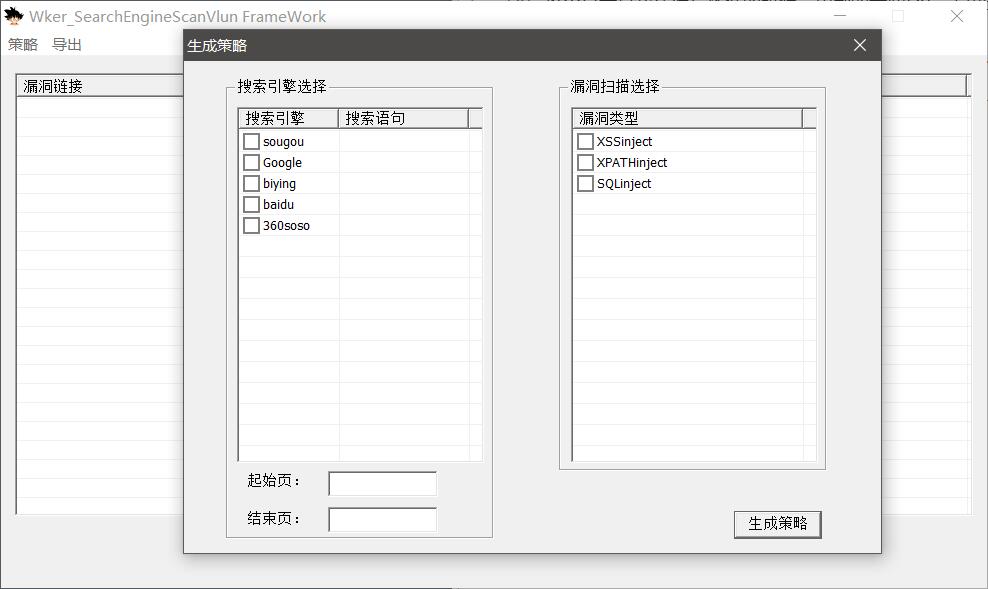 Wker_SearchEngineScanVlun FrameWork
策略 导出
生成策略
漏洞链接
搜索引擎选择
搜索引擎 搜索语句
sougou
Google
biying
baidu
360soso
起始页：
结束页：
漏洞扫描选择
漏洞类型
XSSinject
XPATHinject
SQLinject
生成策略